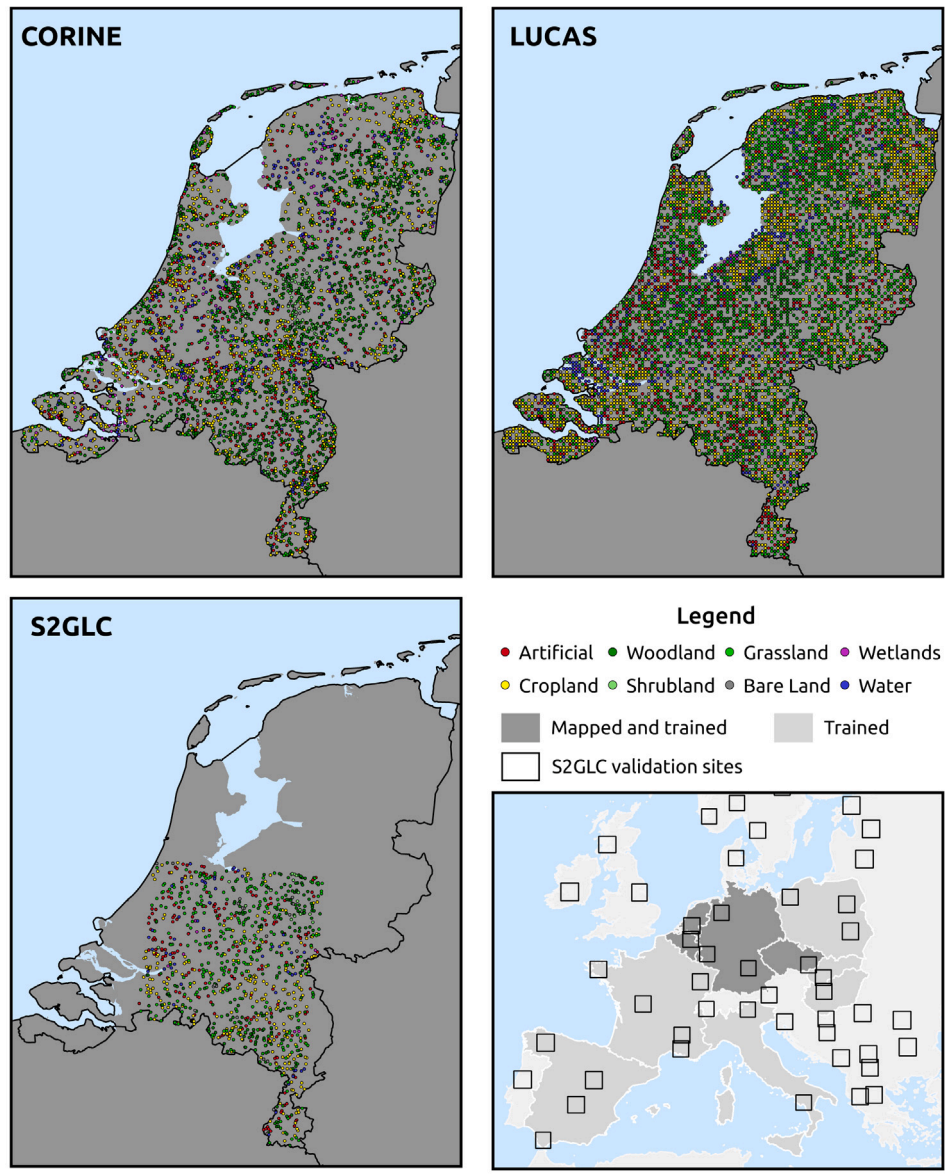 CORINE
LUCAS
S2GLC
Legend
Artificial Woodland Grassland Wetlands
Cropland Shrubland Bare Land Water
Mapped and trained Trained
S2GLC validation sites